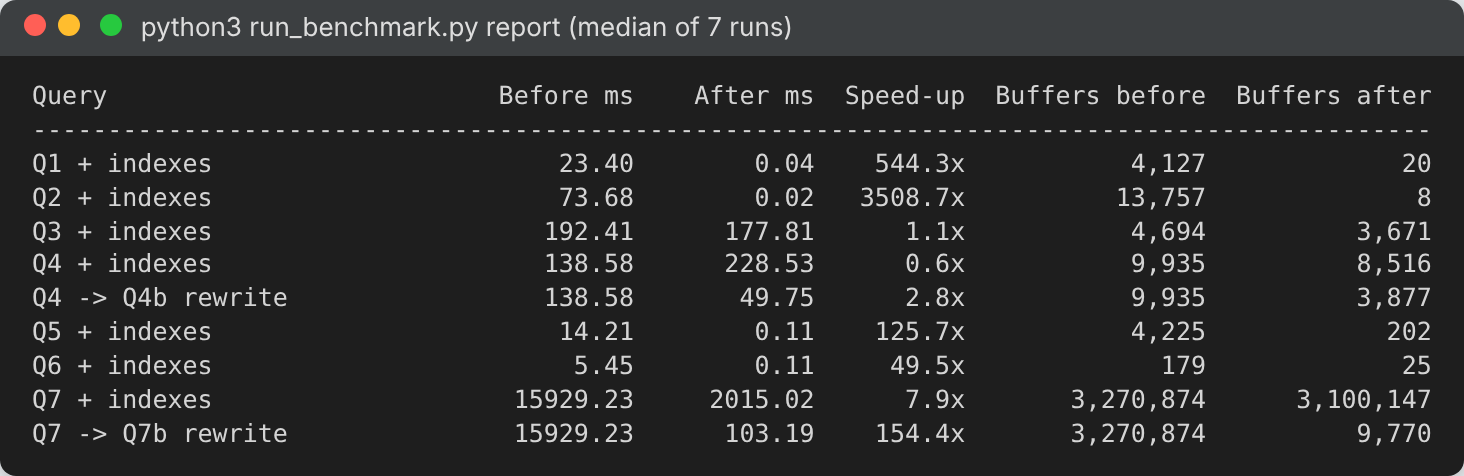 python3 run_benchmark.py report (median of 7 runs)
Query Before ms After ms Speed-up Buffers before Buffers after
---------------------------------------------------------------------------------------------
Q1 + indexes 23.40 0.04 544.3x 4,127 20
Q2 + indexes 73.68 0.02 3508.7x 13,757 8
Q3 + indexes 192.41 177.81 1.1x 4,694 3,671
Q4 + indexes 138.58 228.53 0.6x 9,935 8,516
Q4 -> Q4b rewrite 138.58 49.75 2.8x 9,935 3,877
Q5 + indexes 14.21 0.11 125.7x 4,225 202
Q6 + indexes 5.45 0.11 49.5x 179 25
Q7 + indexes 15929.23 2015.02 7.9x 3,270,874 3,100,147
Q7 -> Q7b rewrite 15929.23 103.19 154.4x 3,270,874 9,770